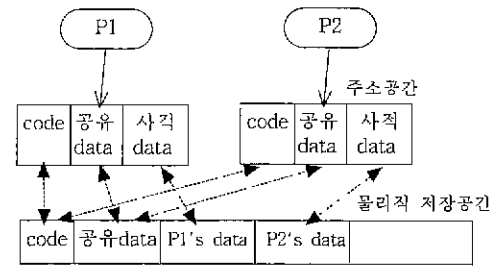 P1 P2
주소공간
code 공유 사적 code 공유 사적
data data data data
물리적 저장공간
code 공유data P1's data P2's data